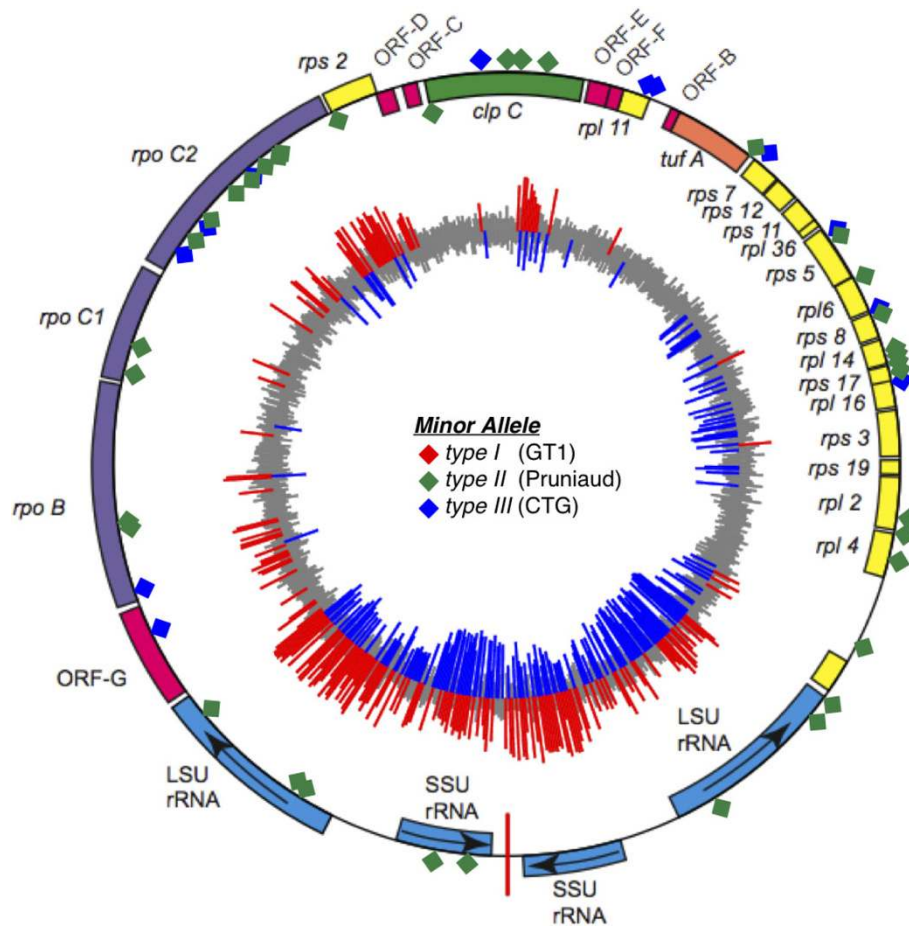 ORF-D
ORF-C
rps 2
clp C
ORF-E
ORF-F
rpl 11
ORF-B
tuf A
rps 7
rps 12
rps 11
rpl 36
rps 5
rpl6
rps 8
rpl 14
rps 17
rpl 16
rps 3
rps 19
rpl 2
rpl 4
rpo C2
rpo C1
rpo B
ORF-G
Minor Allele
type I (GT1)
type II (Pruniaud)
type III (CTG)
LSU
rRNA
SSU
rRNA
SSU
rRNA
LSU
rRNA